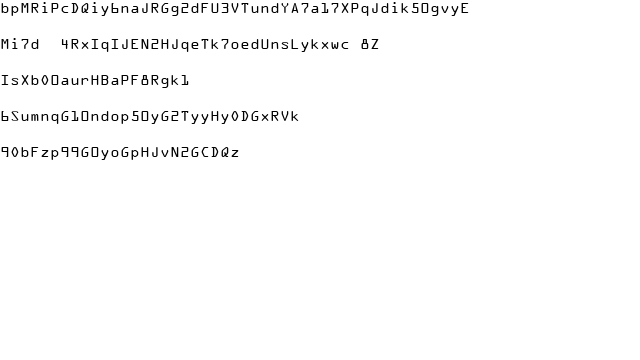 bpMRiPcDQiy6naJRGg2dFU3VTundYA7a17XPqJdik5OgvyE
Mi7d  4RxIqIJEN2HJqeTk7oedUnsLykxwc 8Z
IsXb0OaurHBaPF8Rgk1
6SumnqG1Ondop5OyG2TyyHy0DGxRVk
90bFzp99GOyoGpHJvN2GCDQz